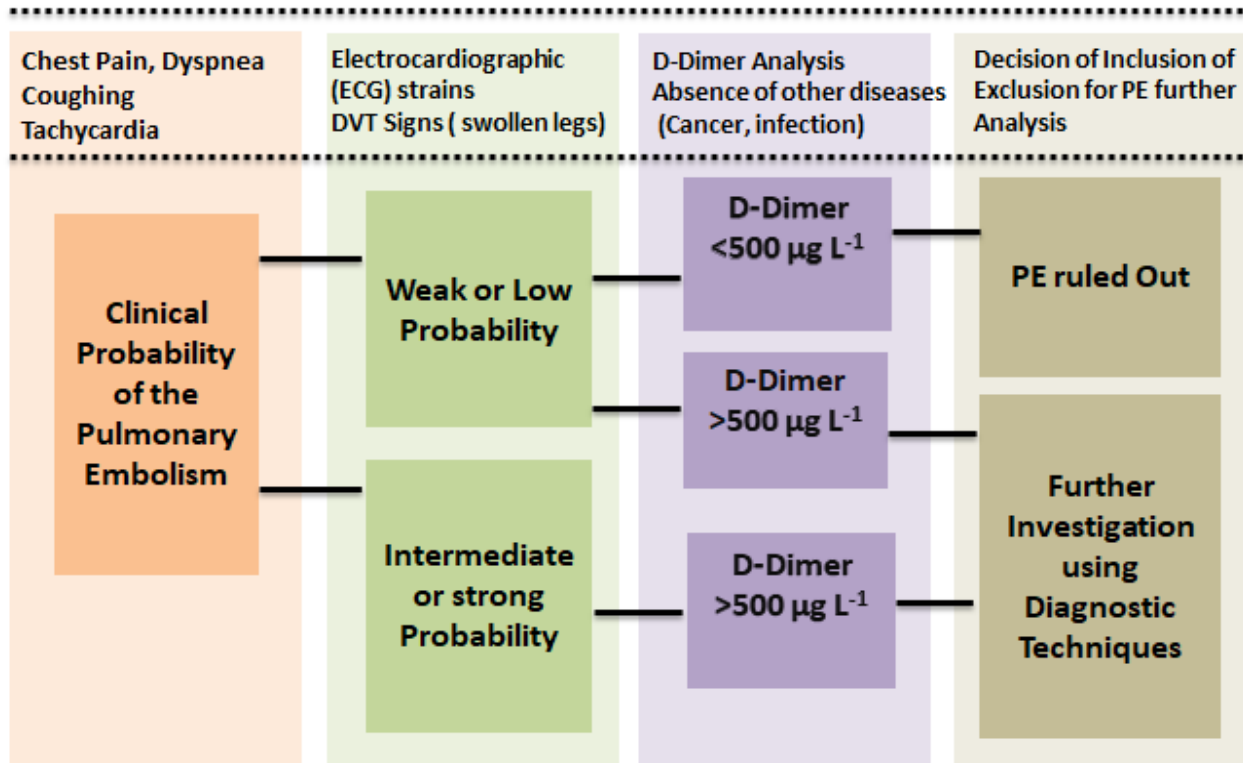 Chest Pain, Dyspnea
Coughing
Tachycardia
Electrocardiographic
(ECG) strains
DVT Signs ( swollen legs)
D-Dimer Analysis
Absence of other diseases
(Cancer, infection)
Decision of Inclusion of
Exclusion for PE further
Analysis
Clinical
Probability
of the
Pulmonary
Embolism
Weak or Low
Probability
Intermediate
or strong
Probability
D-Dimer
<500 µg L⁻¹
D-Dimer
>500 µg L⁻¹
D-Dimer
>500 µg L⁻¹
PE ruled Out
Further
Investigation
using
Diagnostic
Techniques